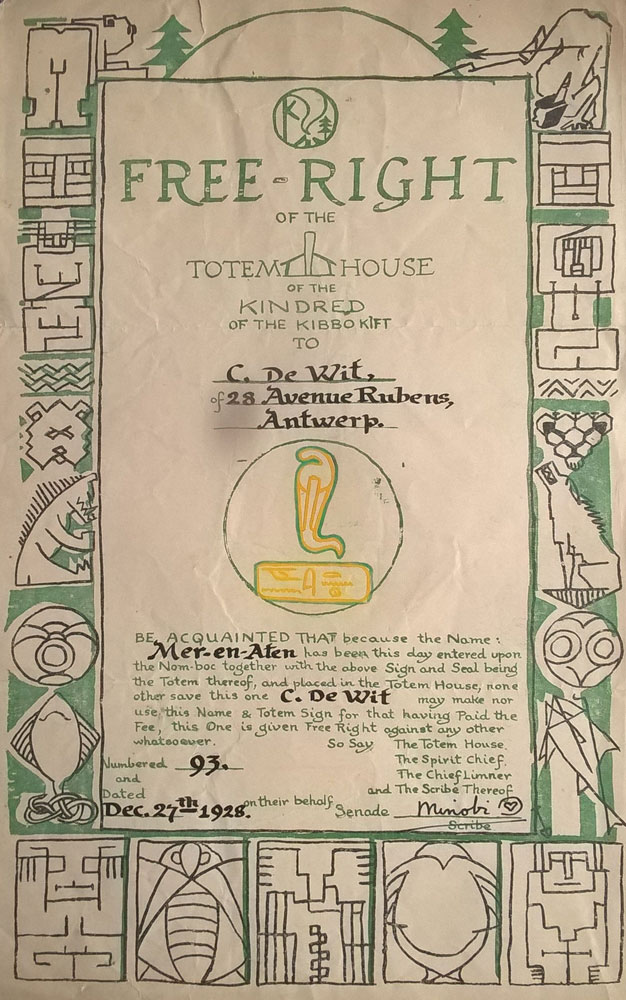 K
FREE-RIGHT
OF THE
TOTEM HOUSE
OF THE
KINDRED
OF THE KIBBO KIFT
TO
C. De Wit,
of 28 Avenue Rubens,
Antwerp.
BE ACQUAINTED THAT because the Name:
Mer-en-Aten has been this day entered upon
the Nom-boc together with the above Sign and Seal being
the Totem thereof, and placed in the Totem House, none
other save this one C. De Wit may make nor
use this Name & Totem Sign for that having Paid the
Fee, this One is given Free Right against any other
whatsoever. So Say The Totem House.
The Spirit Chief.
The Chief Limner
and The Scribe Thereof
Numbered 93.
and
Dated
Dec. 27th 1928. on their behalf Senade Minobi
Scribe